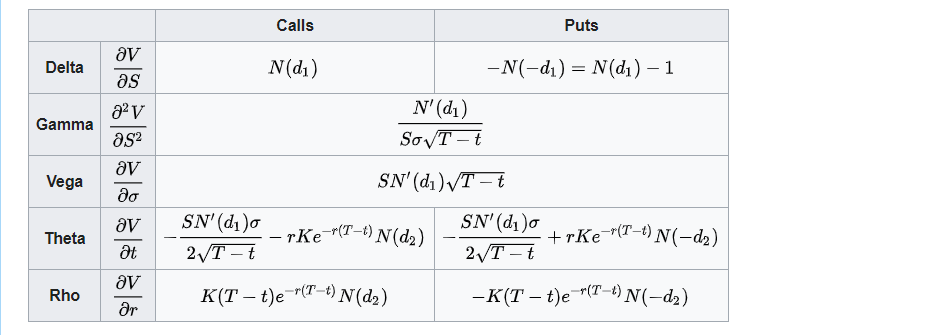 Calls Puts
Delta ∂V/∂S N(d₁) −N(−d₁) = N(d₁) − 1
Gamma ∂²V/∂S² N′(d₁)/(Sσ√(T − t))
Vega ∂V/∂σ SN′(d₁)√(T − t)
Theta ∂V/∂t −SN′(d₁)σ/(2√(T − t)) − rKe^(−r(T−t))N(d₂) −SN′(d₁)σ/(2√(T − t)) + rKe^(−r(T−t))N(−d₂)
Rho ∂V/∂r K(T − t)e^(−r(T−t))N(d₂) −K(T − t)e^(−r(T−t))N(−d₂)